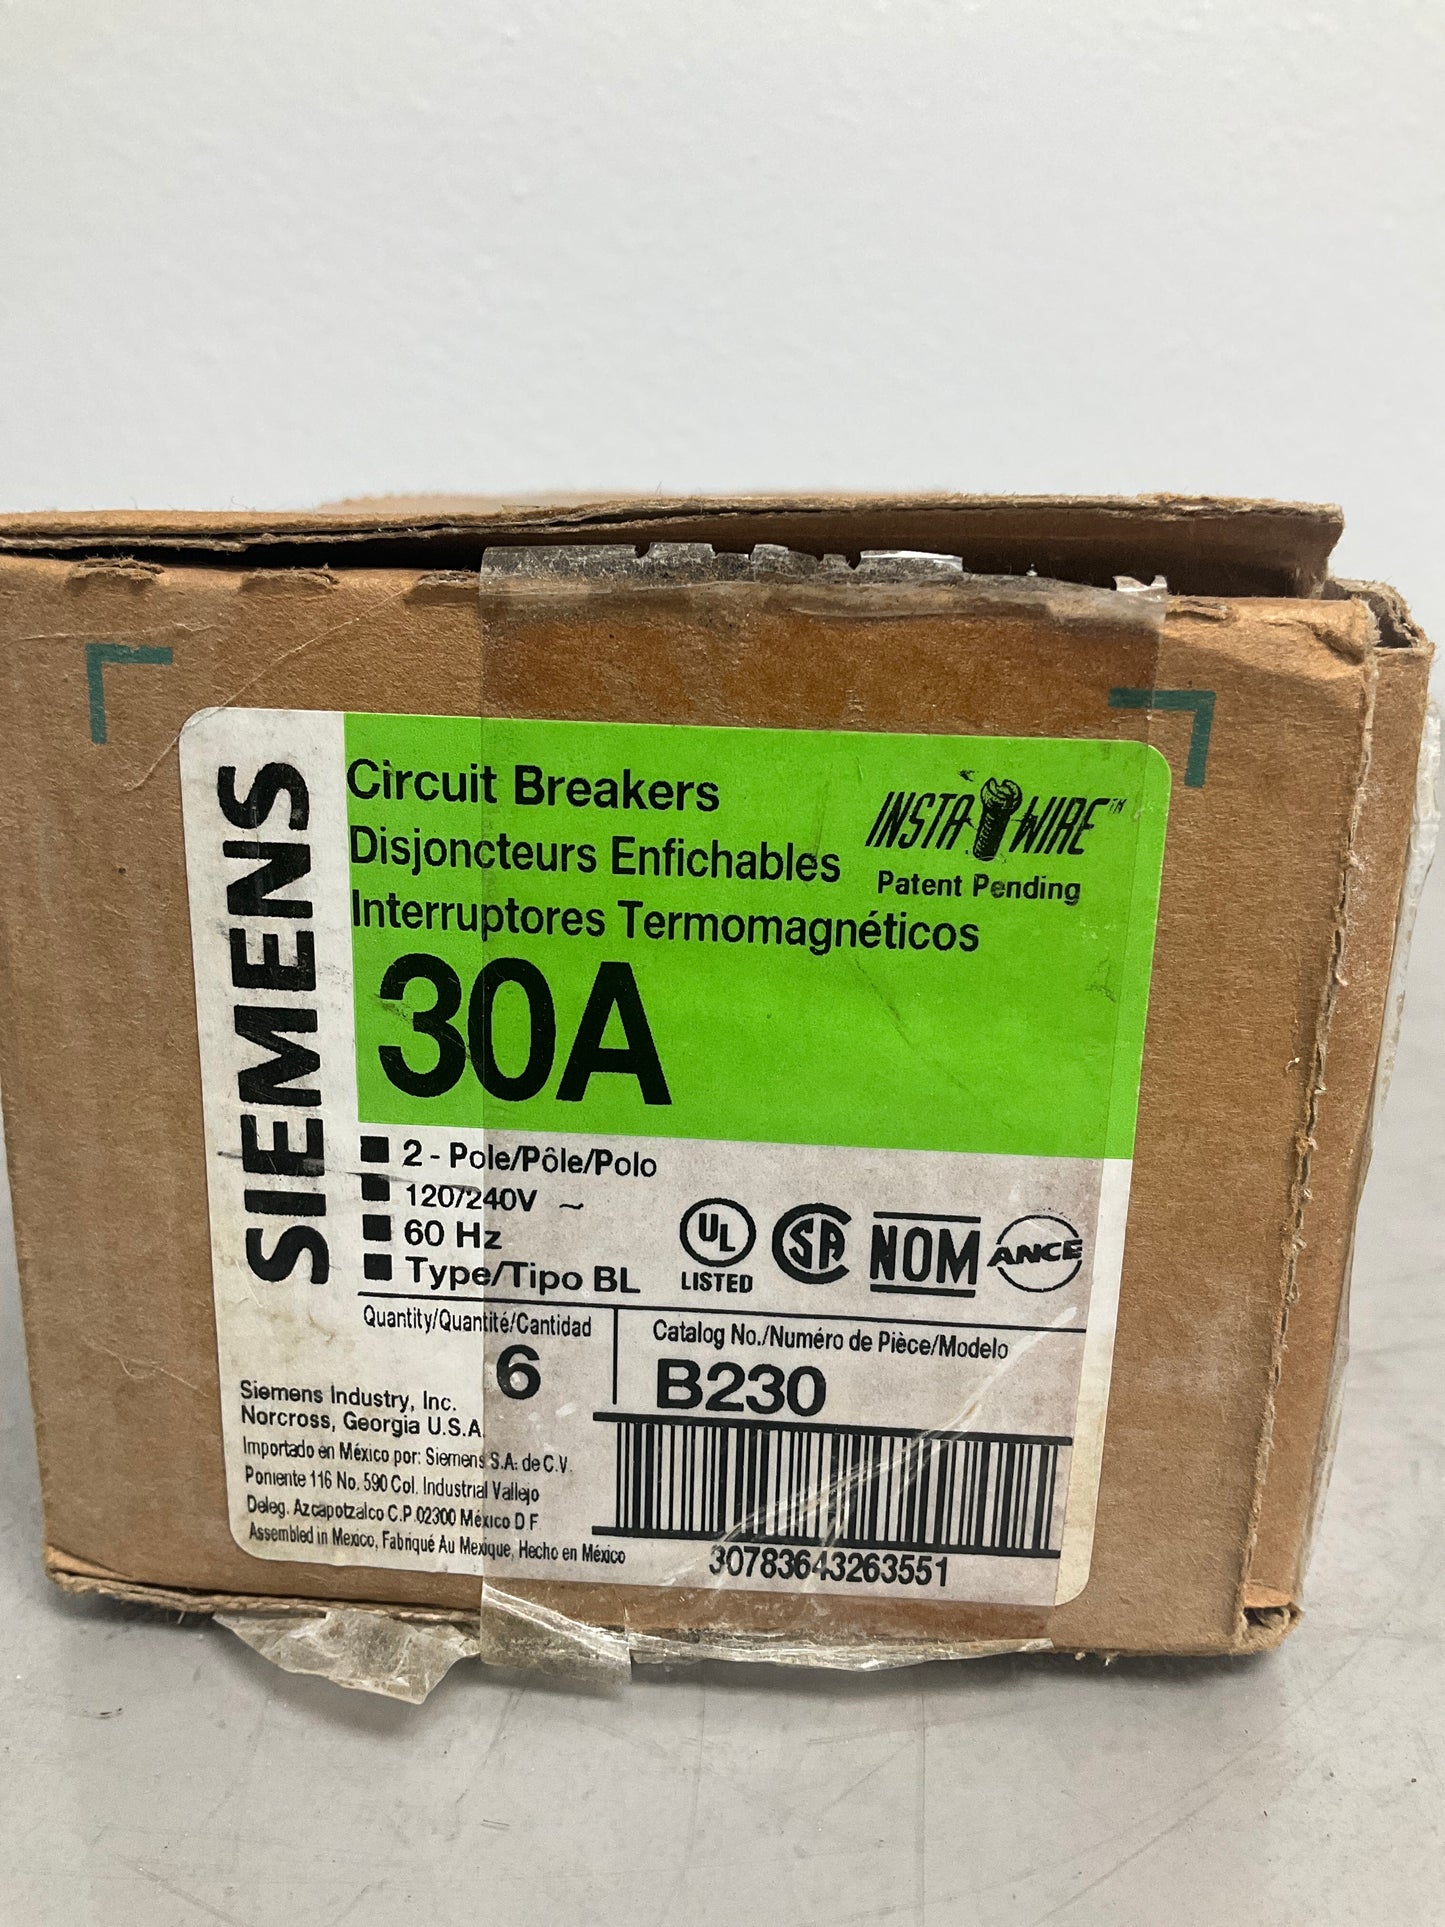 SIEMENS
Circuit Breakers
Disjoncteurs Enfichables
Interruptores Termomagnéticos
INSTA WIRE™
Patent Pending
30A
2 - Pole/Pôle/Polo
120/240V ~
60 Hz
Type/Tipo BL
UL
LISTED
SA
NOM
ANCE
Quantity/Quantité/Cantidad
6
Catalog No./Numéro de Pièce/Modelo
B230
Siemens Industry, Inc.
Norcross, Georgia U.S.A.
Importado en México por: Siemens S.A. de C.V.
Poniente 116 No. 590 Col. Industrial Vallejo
Deleg. Azcapotzalco C.P.02300 México D F
Assembled in Mexico, Fabriqué Au Mexique, Hecho en México
30783643263551